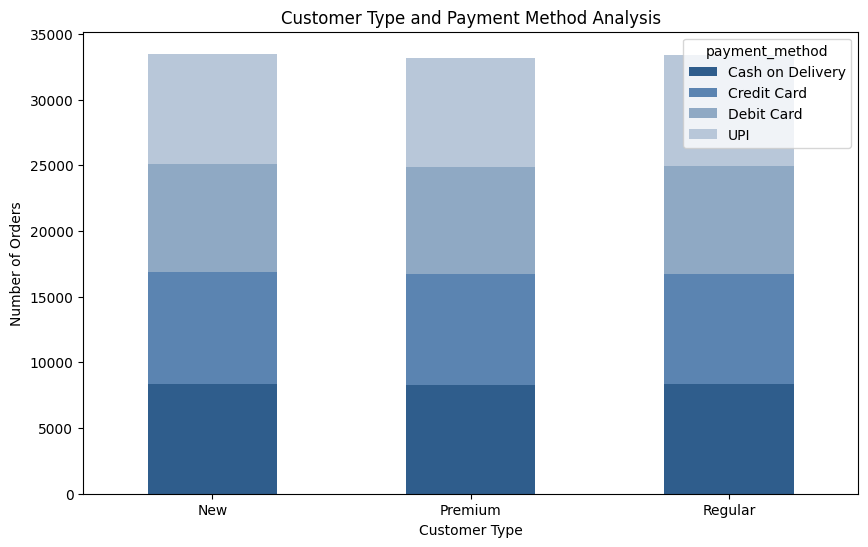 Customer Type and Payment Method Analysis
35000
30000
25000
20000
15000
10000
5000
0
Number of Orders
payment_method
Cash on Delivery
Credit Card
Debit Card
UPI
New
Premium
Regular
Customer Type